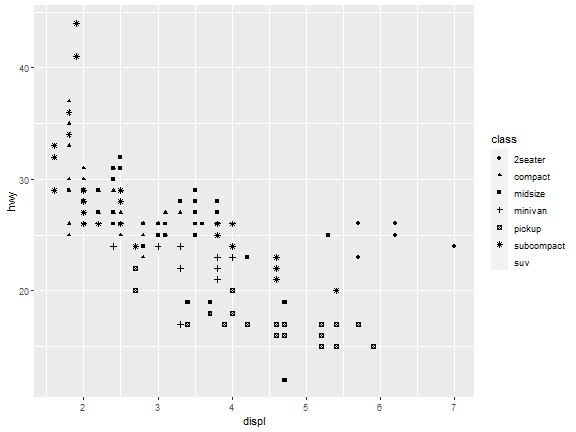 40
30
20
hwy
2 3 4 5 6 7
displ
class
2seater
compact
midsize
minivan
pickup
subcompact
suv